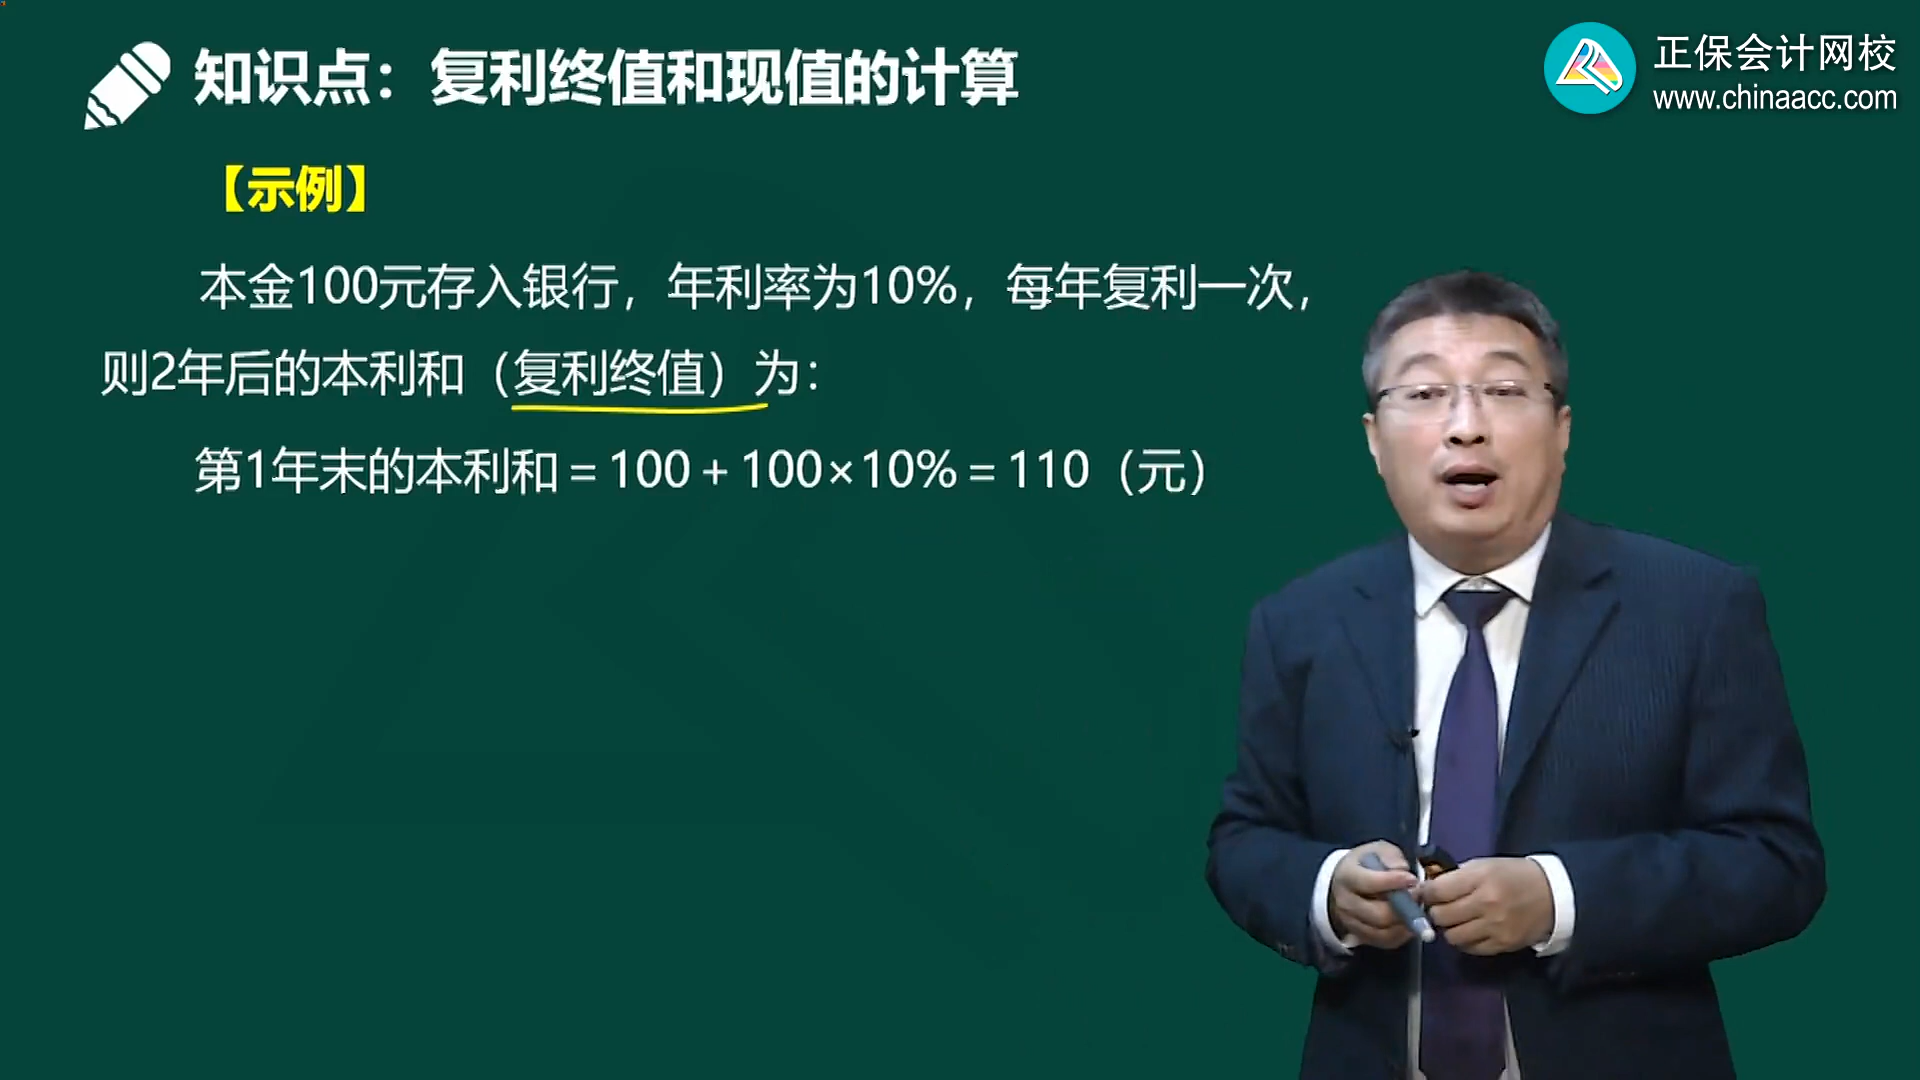 知识点：复利终值和现值的计算
正保会计网校
www.chinaacc.com
【示例】
本金100元存入银行，年利率为10%，每年复利一次，
则2年后的本利和（复利终值）为：
第1年末的本利和＝100＋100×10%＝110（元）